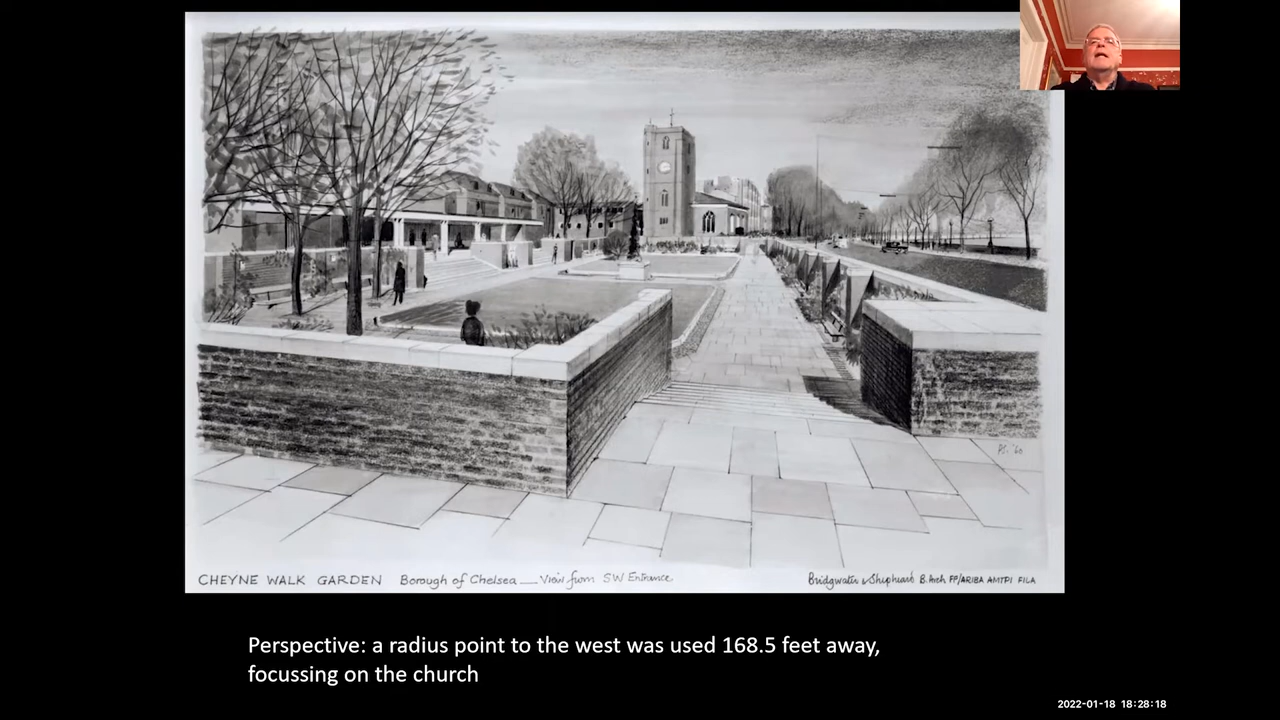 P.S. '60
CHEYNE WALK GARDEN Borough of Chelsea — View from SW Entrance
Bridgwater & Shepheard B.Arch FF/ARIBA AMTPI FILA
Perspective: a radius point to the west was used 168.5 feet away,
focussing on the church
2022-01-18 18:28:18